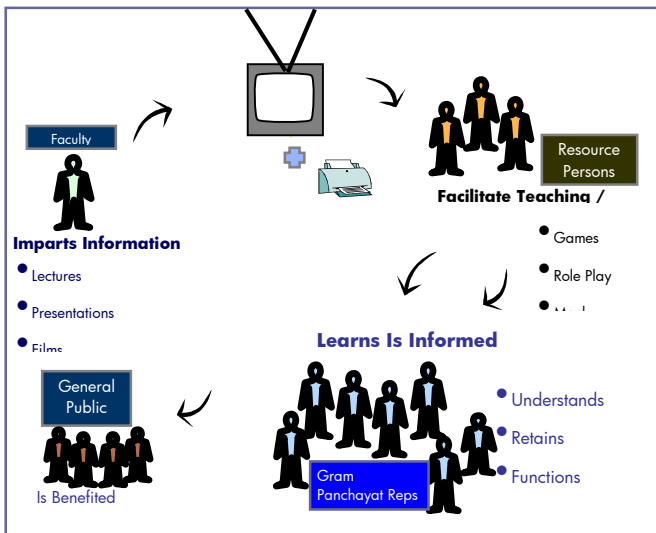 Faculty
Imparts Information
Lectures
Presentations
Films
Resource
Persons
Facilitate Teaching /
Games
Role Play
Learns Is Informed
Understands
Retains
Functions
Gram
Panchayat Reps
General
Public
Is Benefited